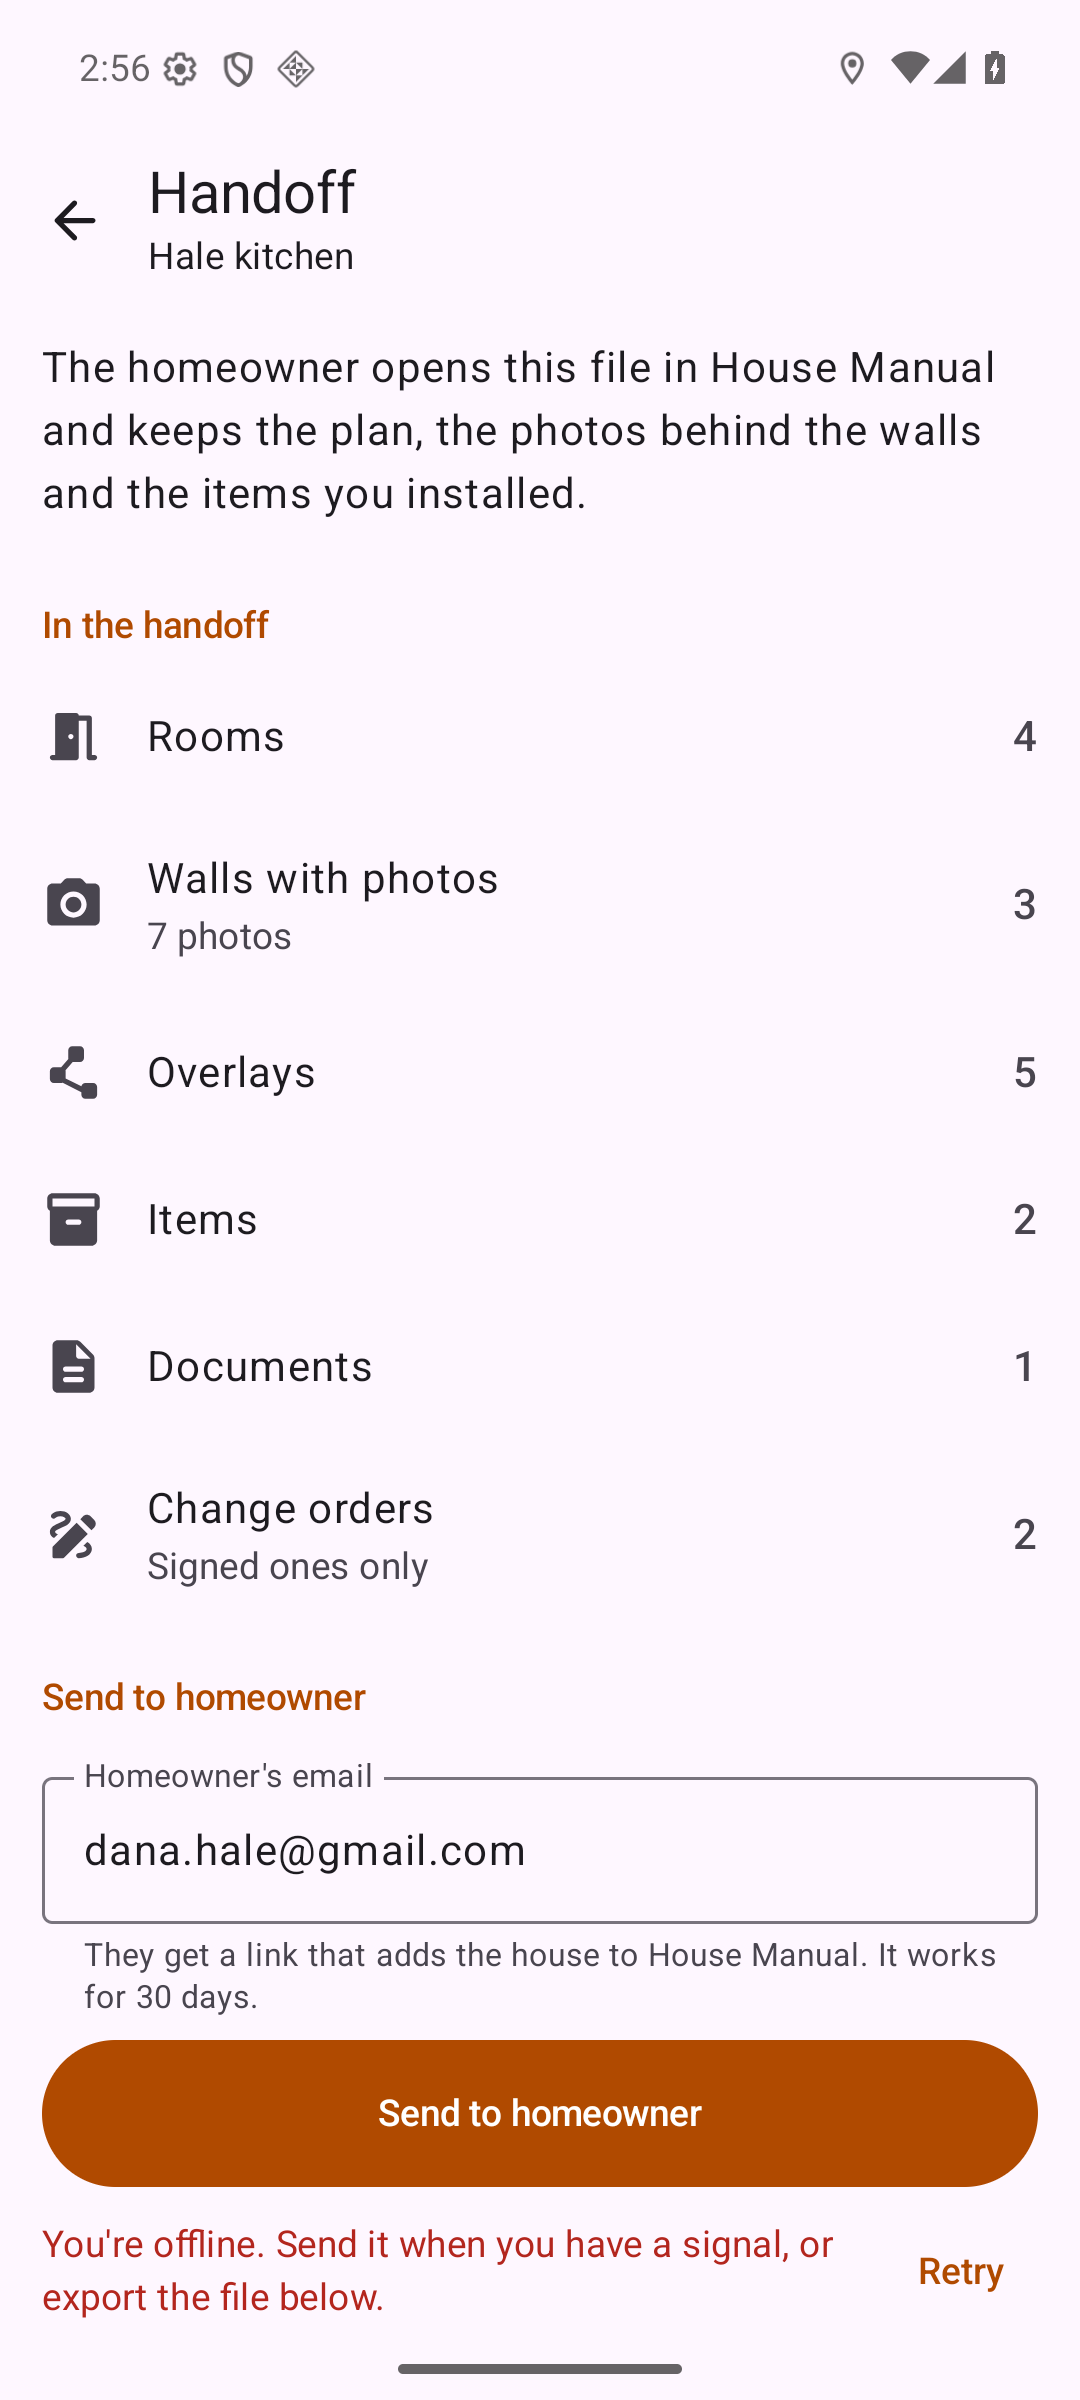 2:56
Handoff
Hale kitchen
The homeowner opens this file in House Manual
and keeps the plan, the photos behind the walls
and the items you installed.
In the handoff
Rooms 4
Walls with photos
7 photos
3
Overlays 5
Items 2
Documents 1
Change orders
Signed ones only
2
Send to homeowner
Homeowner's email
dana.hale@gmail.com
They get a link that adds the house to House Manual. It works
for 30 days.
Send to homeowner
You're offline. Send it when you have a signal, or
export the file below.
Retry